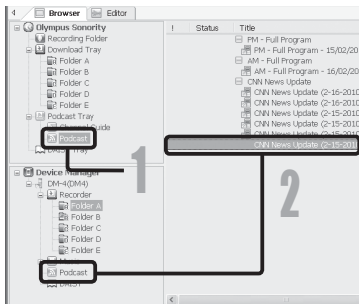 Browser Editor
Olympus Sonority
Recording Folder
Download Tray
Folder A
Folder B
Folder C
Folder D
Folder E
Podcast Tray
Guide
Podcast
Tray
Device Manager
DM-4(DM4)
Recorder
Folder A
Folder B
Folder C
Folder D
Folder E
Podcast
! Status Title
PM - Full Program
PM - Full Program - 15/02/20
AM - Full Program
AM - Full Program - 16/02/20
CNN News Update
CNN News Update (2-16-2010
CNN News Update (2-16-2010
CNN News Update (2-15-2010
CNN News Update (2-15-2010
CNN News Update (2-15-201
1
2